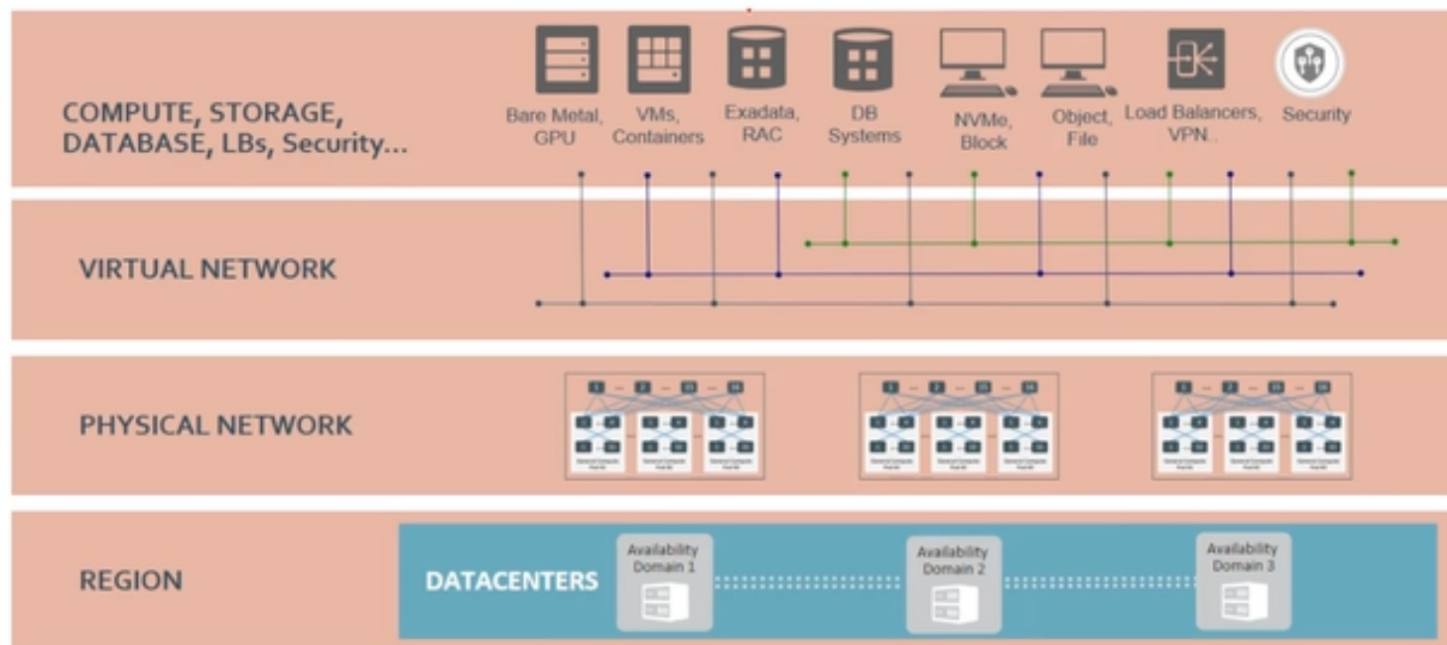 COMPUTE, STORAGE,
DATABASE, LBs, Security...
Bare Metal,
GPU
VMs,
Containers
Exadata,
RAC
DB
Systems
NVMe,
Block
Object,
File
Load Balancers,
VPN..
Security
VIRTUAL NETWORK
PHYSICAL NETWORK
REGION
DATACENTERS
Availability
Domain 1
Availability
Domain 2
Availability
Domain 3